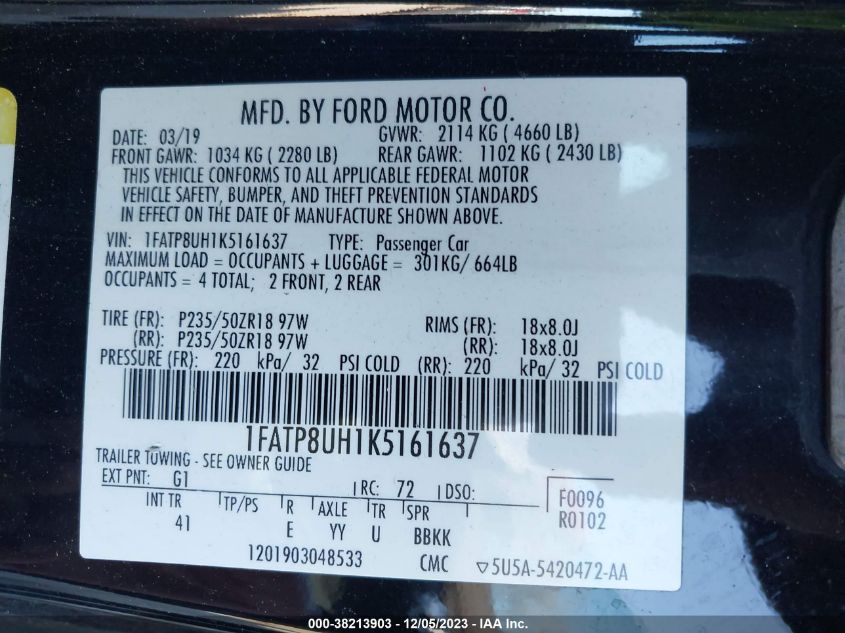 MFD. BY FORD MOTOR CO.
DATE: 03/19 GVWR: 2114 KG ( 4660 LB)
FRONT GAWR: 1034 KG ( 2280 LB) REAR GAWR: 1102 KG ( 2430 LB)
THIS VEHICLE CONFORMS TO ALL APPLICABLE FEDERAL MOTOR
VEHICLE SAFETY, BUMPER, AND THEFT PREVENTION STANDARDS
IN EFFECT ON THE DATE OF MANUFACTURE SHOWN ABOVE.
VIN: 1FATP8UH1K5161637 TYPE: Passenger Car
MAXIMUM LOAD = OCCUPANTS + LUGGAGE = 301KG/ 664LB
OCCUPANTS = 4 TOTAL; 2 FRONT, 2 REAR
TIRE (FR): P235/50ZR18 97W RIMS (FR): 18x8.0J
(RR): P235/50ZR18 97W (RR): 18x8.0J
PRESSURE (FR): 220 kPa/ 32 PSI COLD (RR): 220 kPa/ 32 PSI COLD
1FATP8UH1K5161637
TRAILER TOWING - SEE OWNER GUIDE
EXT PNT: G1 RC: 72 DSO: F0096
INT TR TP/PS R AXLE TR SPR R0102
41 E YY U BBKK
1201903048533 CMC ▽5U5A-5420472-AA
000-38213903 - 12/05/2023 - COPYRIGHT IAA, Inc.